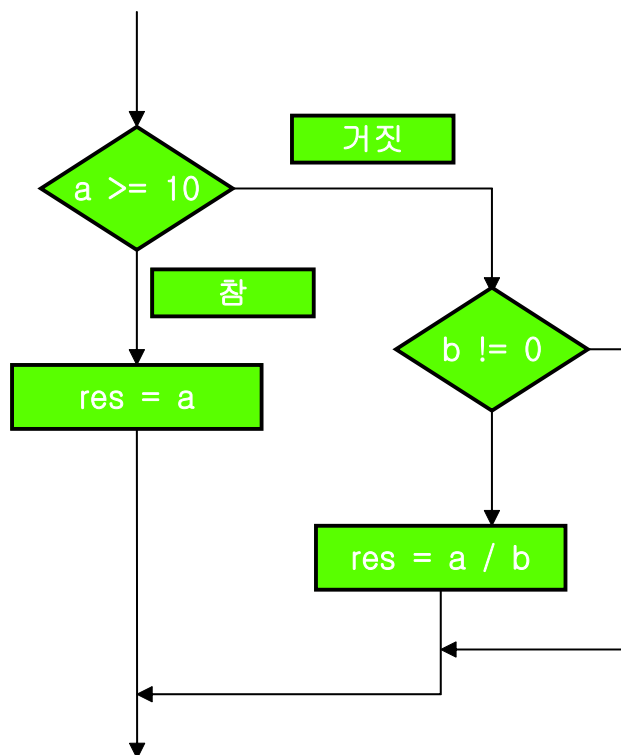 거짓
a >= 10
참
b != 0
res = a
res = a / b